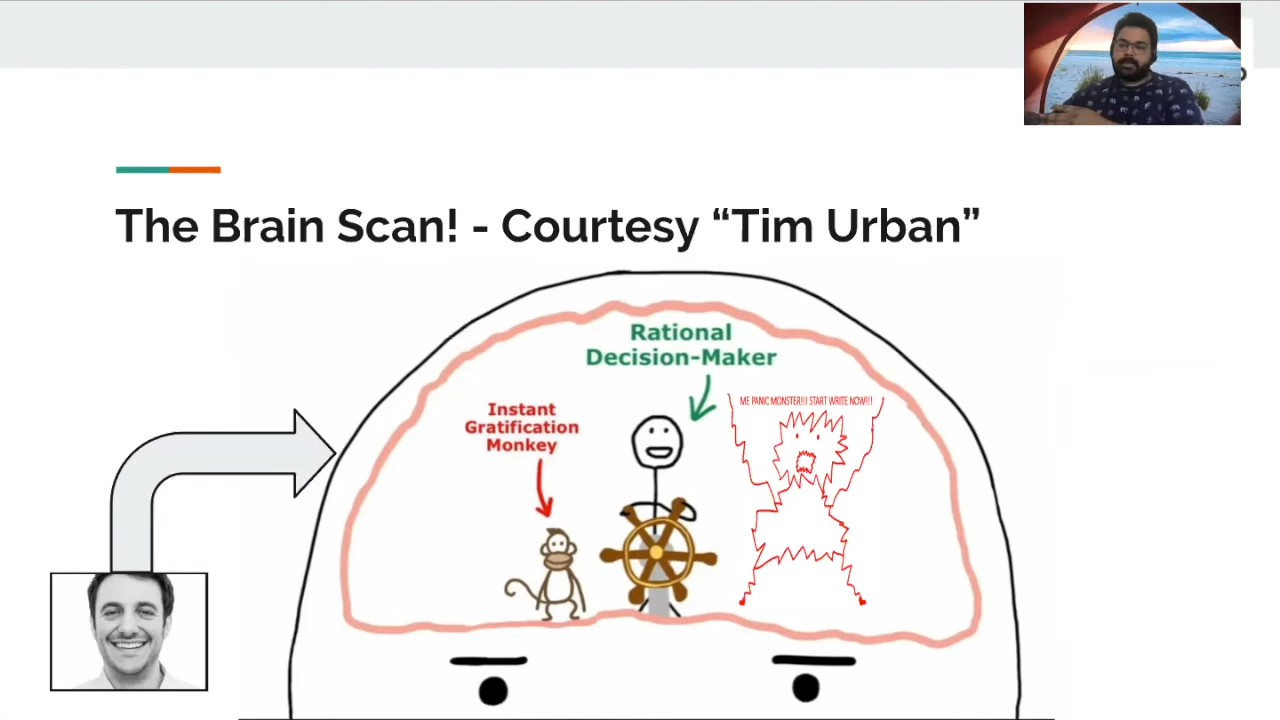 The Brain Scan! - Courtesy “Tim Urban”
Rational
Decision-Maker
ME PANIC MONSTER!!! START WRITE NOW!!!
Instant
Gratification
Monkey